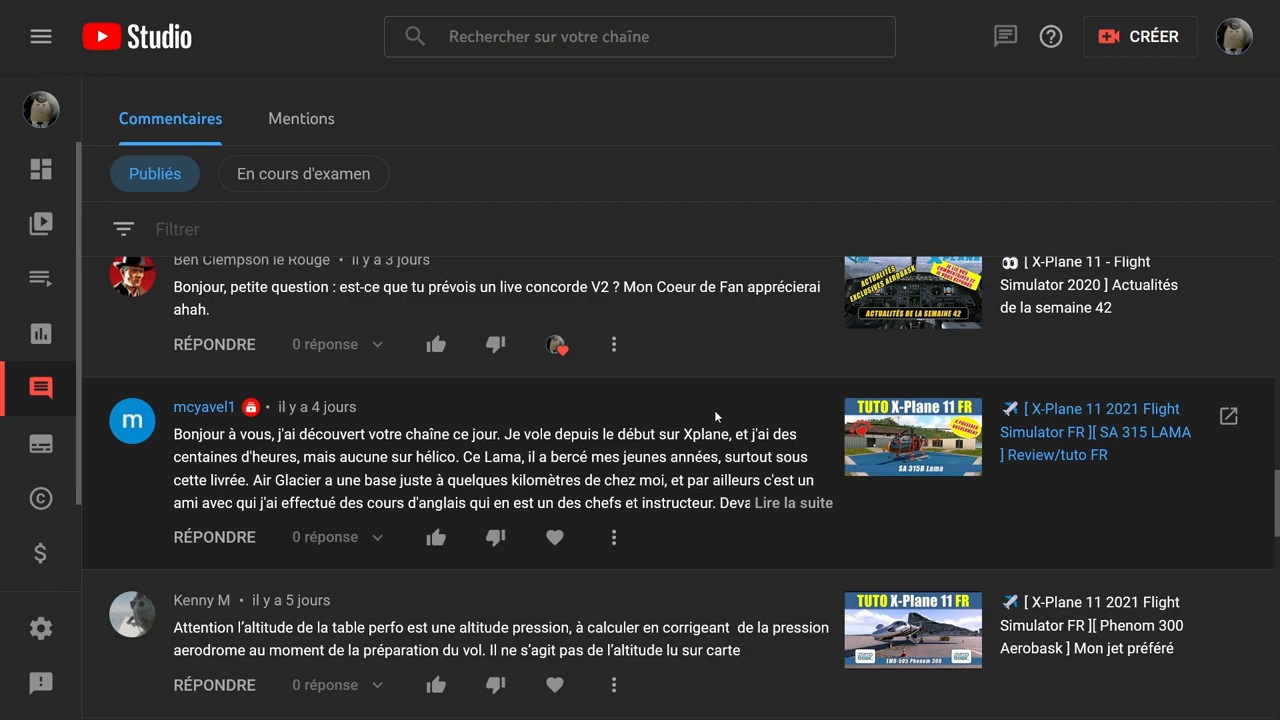 Studio
Rechercher sur votre chaîne
CRÉER
Commentaires
Mentions
Publiés
En cours d'examen
Filtrer
Ben Clempson le Rouge • il y a 3 jours
Bonjour, petite question : est-ce que tu prévois un live concorde V2 ? Mon Coeur de Fan apprécierai
ahah.
RÉPONDRE
0 réponse
ACTUALITÉS
EXCLUSIVES AEROBASK
ACTUALITÉS DE LA SEMAINE 42
[ X-Plane 11 - Flight
Simulator 2020 ] Actualités
de la semaine 42
m
mcyavel1 • il y a 4 jours
Bonjour à vous, j'ai découvert votre chaîne ce jour. Je vole depuis le début sur Xplane, et j'ai des
centaines d'heures, mais aucune sur hélico. Ce Lama, il a bercé mes jeunes années, surtout sous
cette livrée. Air Glacier a une base juste à quelques kilomètres de chez moi, et par ailleurs c'est un
ami avec qui j'ai effectué des cours d'anglais qui en est un des chefs et instructeur. Deva Lire la suite
RÉPONDRE
0 réponse
TUTO X-Plane 11 FR
A POSSEDER
ABSOLUMENT
SA 315B Lama
[ X-Plane 11 2021 Flight
Simulator FR ][ SA 315 LAMA
] Review/tuto FR
Kenny M • il y a 5 jours
Attention l'altitude de la table perfo est une altitude pression, à calculer en corrigeant de la pression
aerodrome au moment de la préparation du vol. Il ne s'agit pas de l'altitude lu sur carte
RÉPONDRE
0 réponse
TUTO X-Plane 11 FR
EMB-505 Phenom 300
[ X-Plane 11 2021 Flight
Simulator FR ][ Phenom 300
Aerobask ] Mon jet préféré